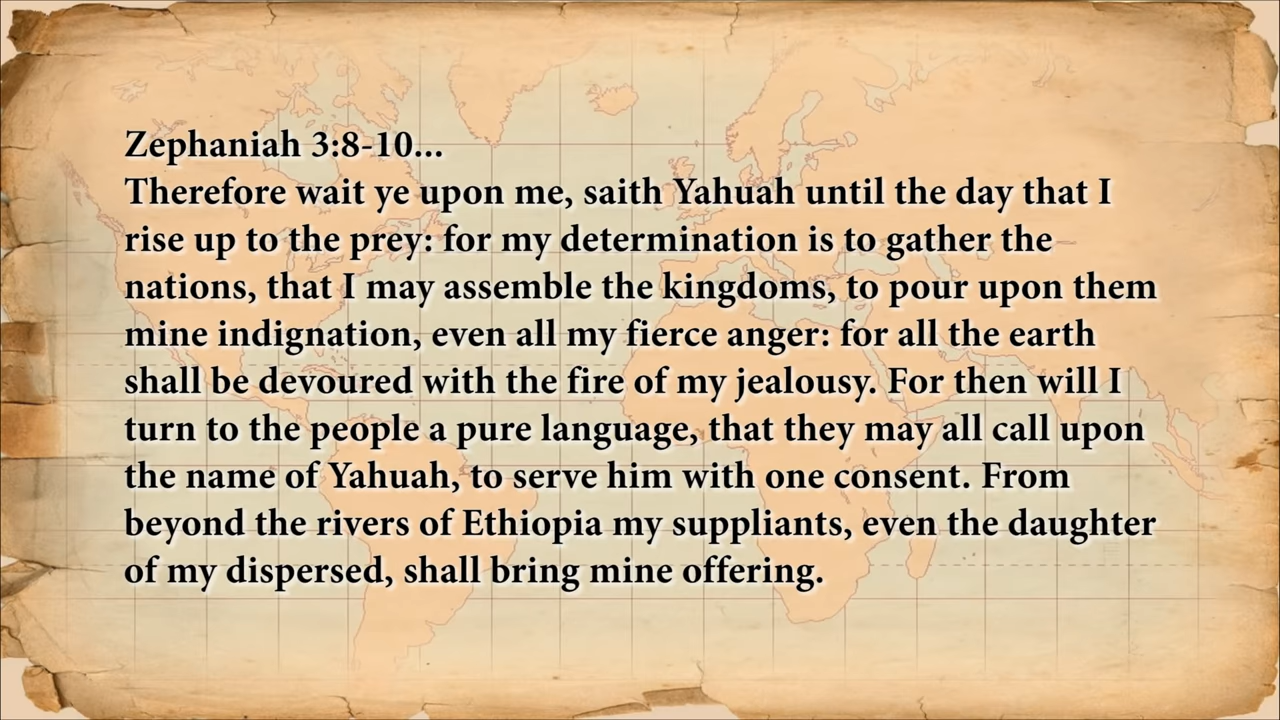 Zephaniah 3:8-10...
Therefore wait ye upon me, saith Yahuah until the day that I
rise up to the prey: for my determination is to gather the
nations, that I may assemble the kingdoms, to pour upon them
mine indignation, even all my fierce anger: for all the earth
shall be devoured with the fire of my jealousy. For then will I
turn to the people a pure language, that they may all call upon
the name of Yahuah, to serve him with one consent. From
beyond the rivers of Ethiopia my suppliants, even the daughter
of my dispersed, shall bring mine offering.